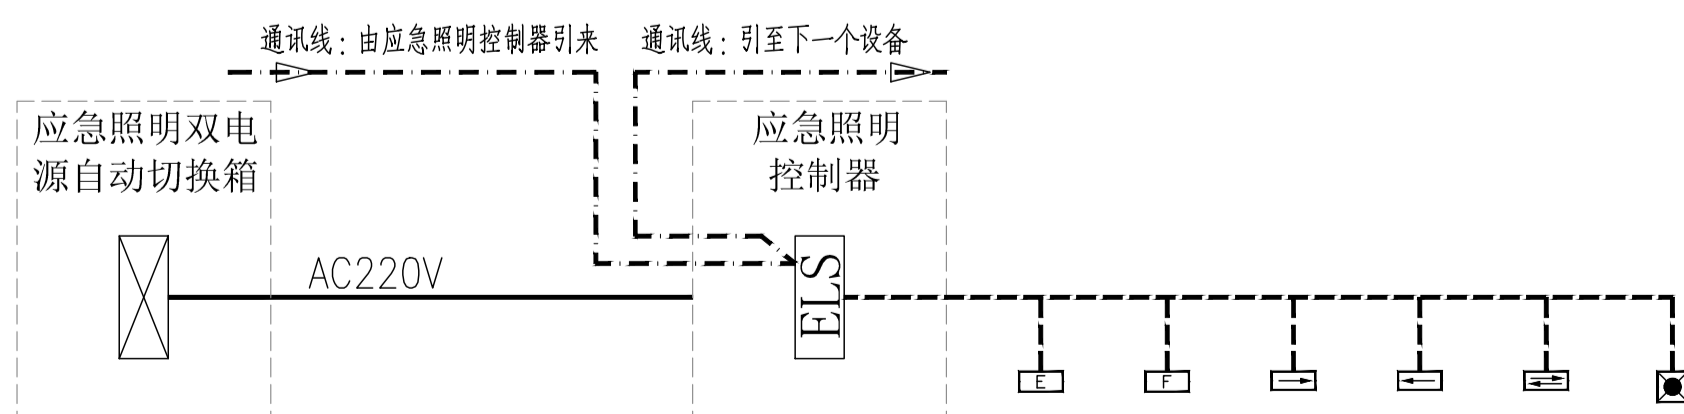 通讯线：由应急照明控制器引来
通讯线：引至下一个设备
应急照明双电
源自动切换箱
应急照明
控制器
AC220V
ELS
E
F